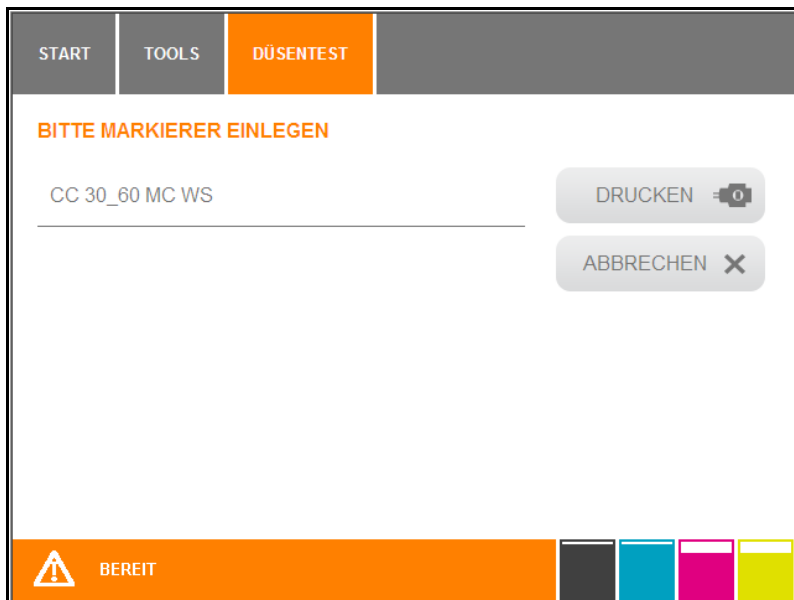 START
TOOLS
DÜSENTEST
BITTE MARKIERER EINLEGEN
CC 30_60 MC WS
DRUCKEN
ABBRECHEN
BEREIT